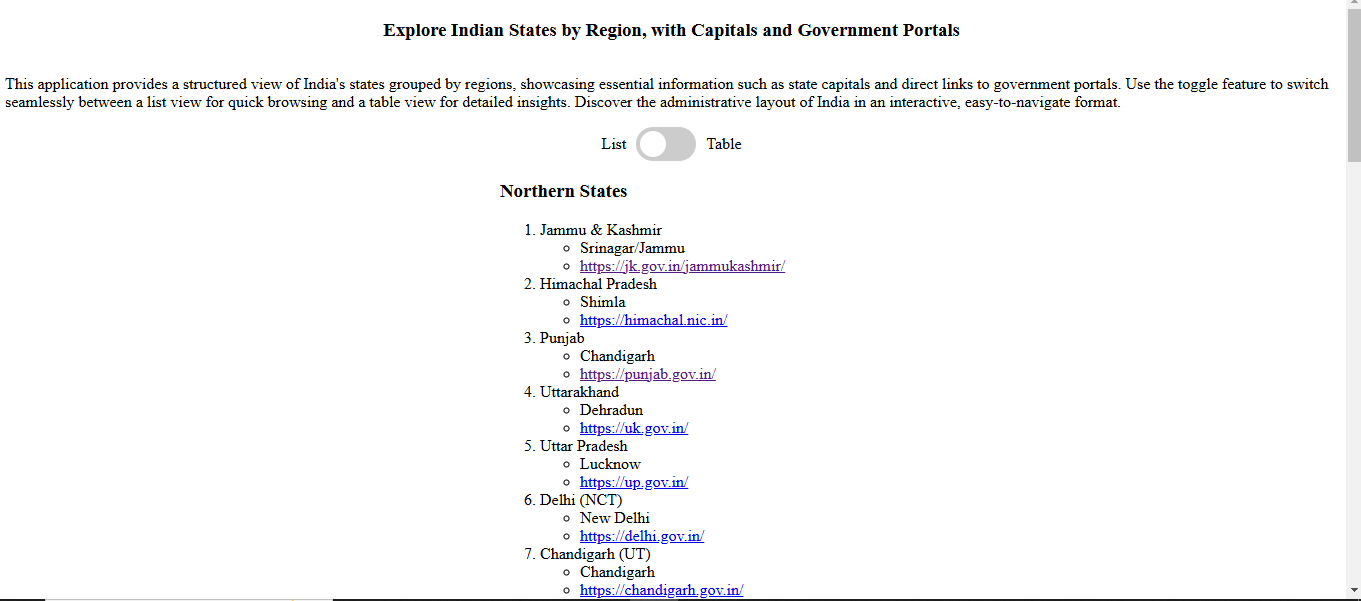 Explore Indian States by Region, with Capitals and Government Portals
This application provides a structured view of India's states grouped by regions, showcasing essential information such as state capitals and direct links to government portals. Use the toggle feature to switch
seamlessly between a list view for quick browsing and a table view for detailed insights. Discover the administrative layout of India in an interactive, easy-to-navigate format.
List Table
Northern States
1. Jammu & Kashmir
Srinagar/Jammu
https://jk.gov.in/jammukashmir/
2. Himachal Pradesh
Shimla
https://himachal.nic.in/
3. Punjab
Chandigarh
https://punjab.gov.in/
4. Uttarakhand
Dehradun
https://uk.gov.in/
5. Uttar Pradesh
Lucknow
https://up.gov.in/
6. Delhi (NCT)
New Delhi
https://delhi.gov.in/
7. Chandigarh (UT)
Chandigarh
https://chandigarh.gov.in/